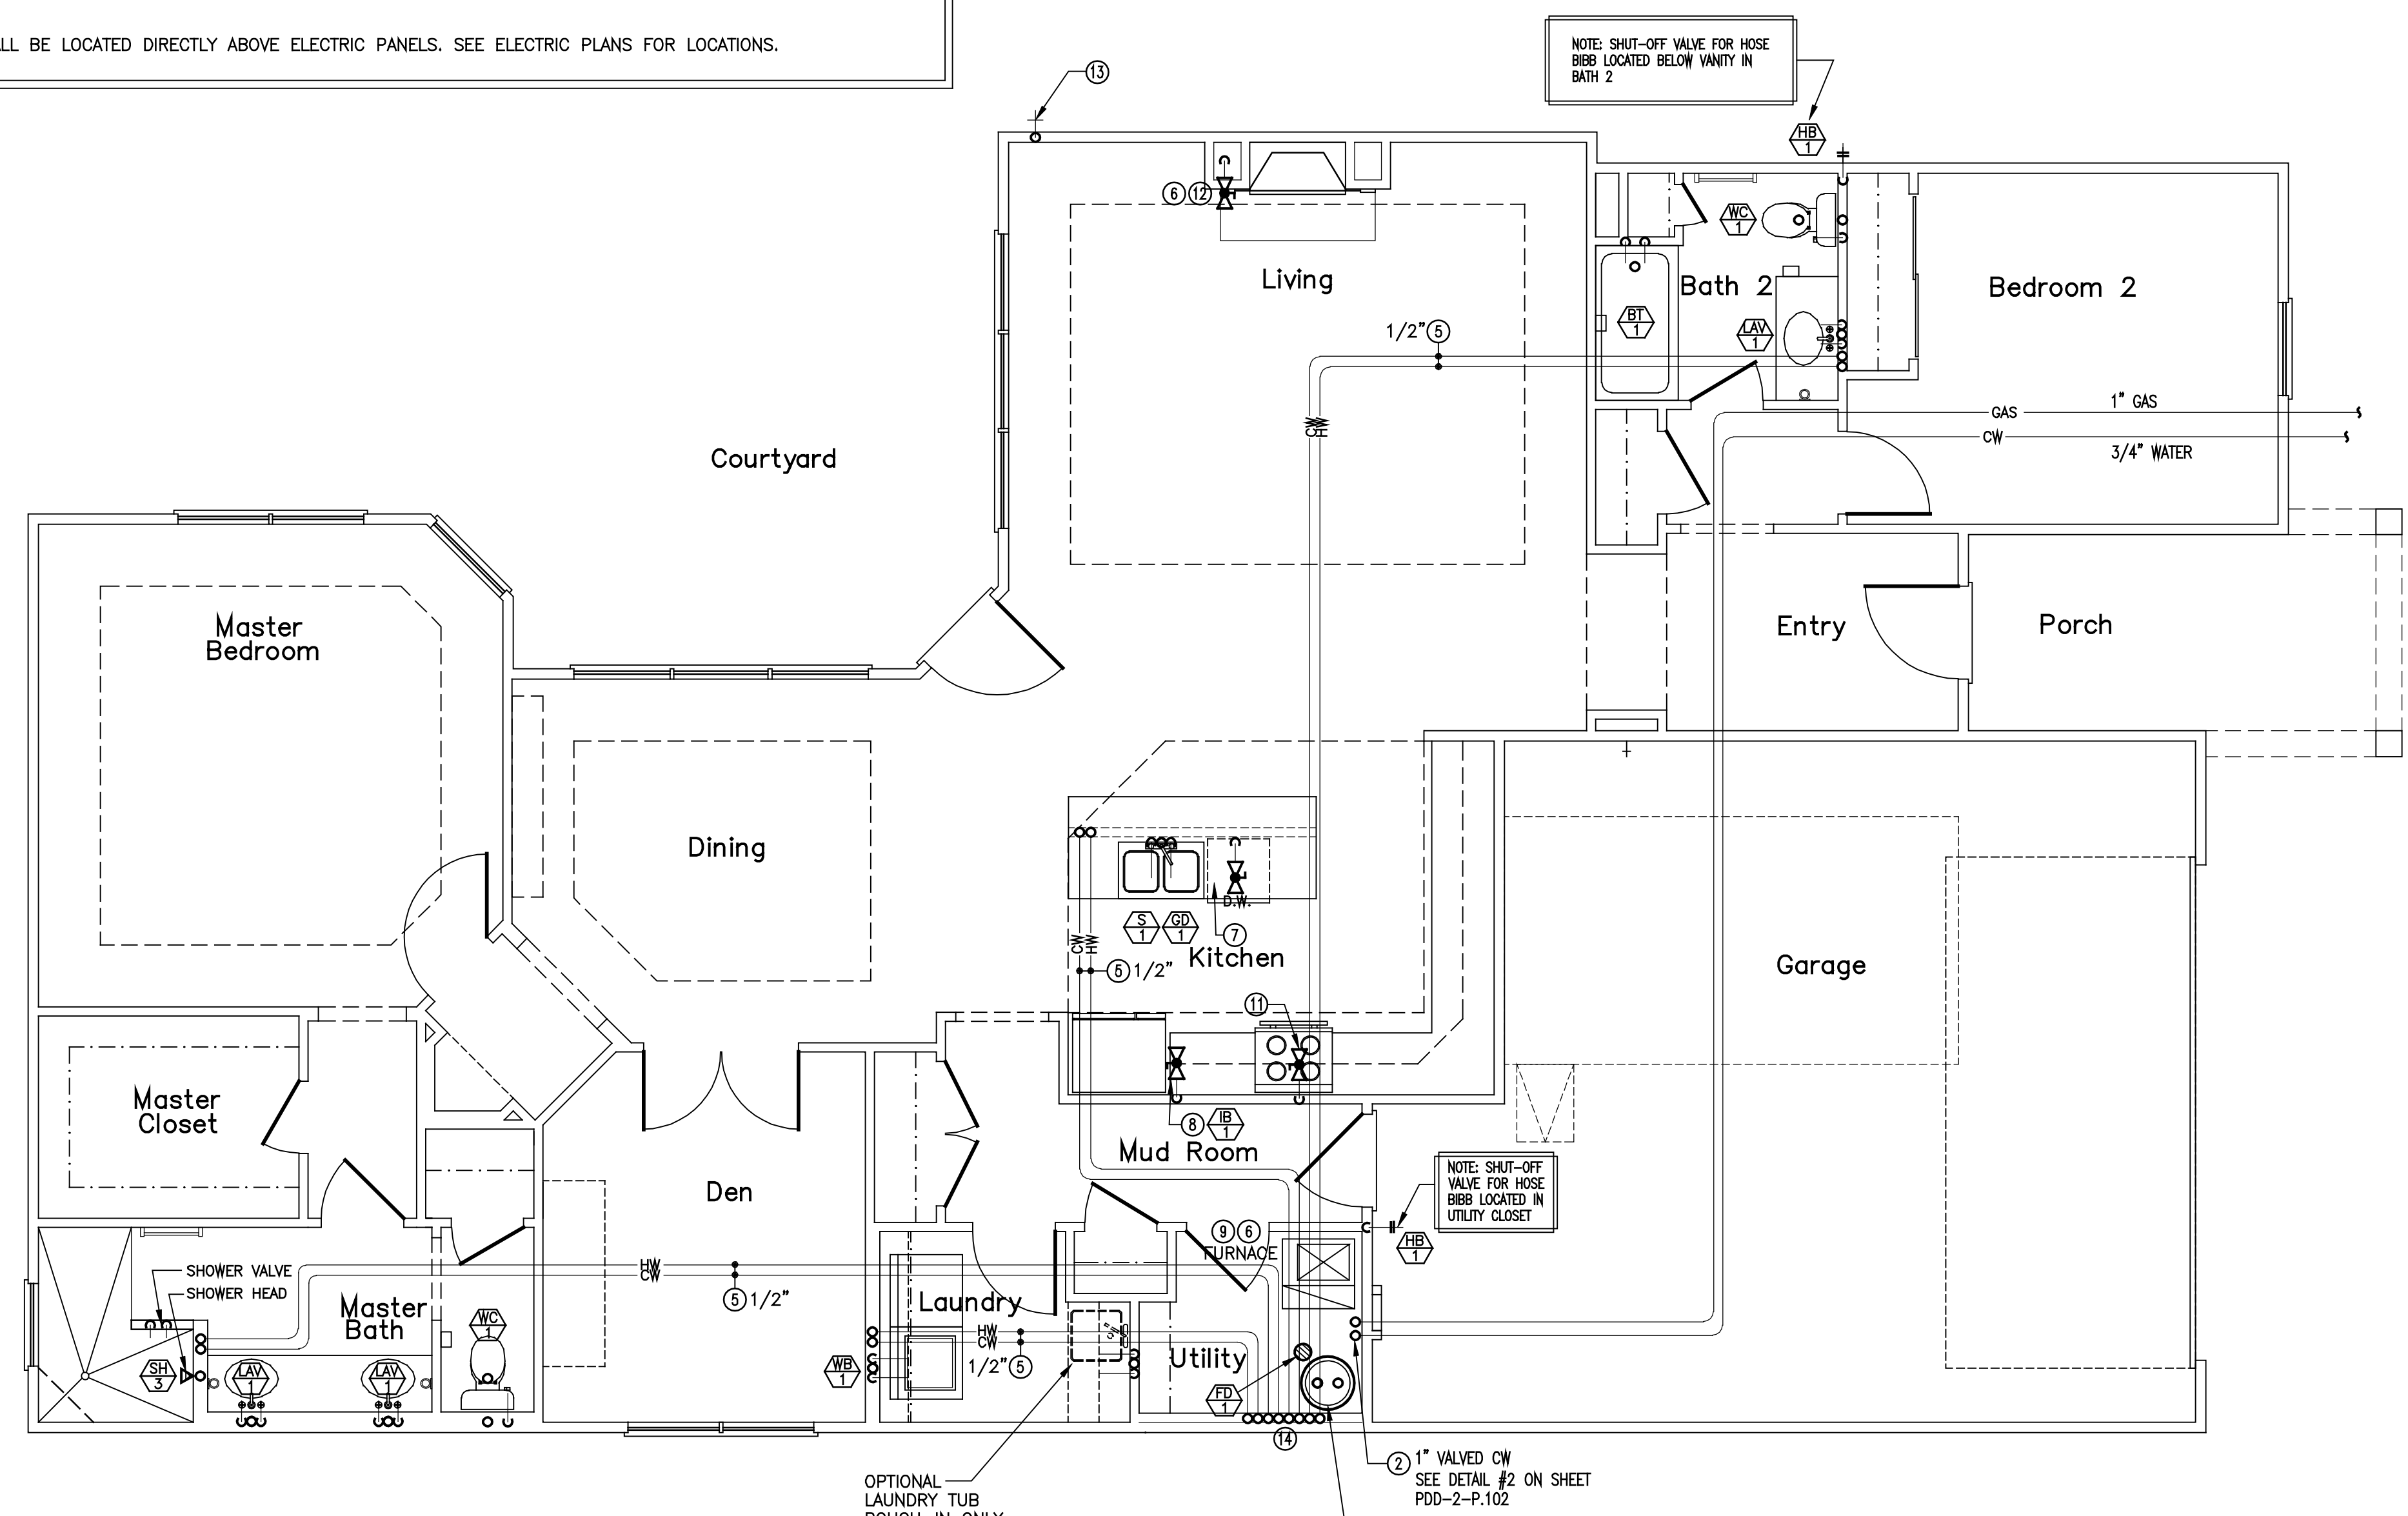 LL BE LOCATED DIRECTLY ABOVE ELECTRIC PANELS. SEE ELECTRIC PLANS FOR LOCATIONS.
NOTE: SHUT-OFF VALVE FOR HOSE
BIBB LOCATED BELOW VANITY IN
BATH 2
13
HB
1
6
12
WC
1
Living
Bath 2
Bedroom 2
BT
1
LAV
1
1/2"
5
CW
HW
GAS
1" GAS
CW
3/4" WATER
Courtyard
Master
Bedroom
Entry
Porch
Dining
D.W.
S
1
GD
1
7
Kitchen
CW
HW
5
1/2"
Garage
11
Master
Closet
8
IB
1
Mud Room
NOTE: SHUT-OFF
VALVE FOR HOSE
BIBB LOCATED IN
UTILITY CLOSET
HB
1
Den
9
6
FURNACE
SHOWER VALVE
SHOWER HEAD
HW
CW
5
1/2"
Master
Bath
WC
1
Laundry
HW
CW
1/2"
5
WB
1
Utility
SH
3
LAV
1
LAV
1
FD
1
14
2
1" VALVED CW
SEE DETAIL #2 ON SHEET
PDD-2-P.102
OPTIONAL
LAUNDRY TUB
ROUGH-IN ONLY